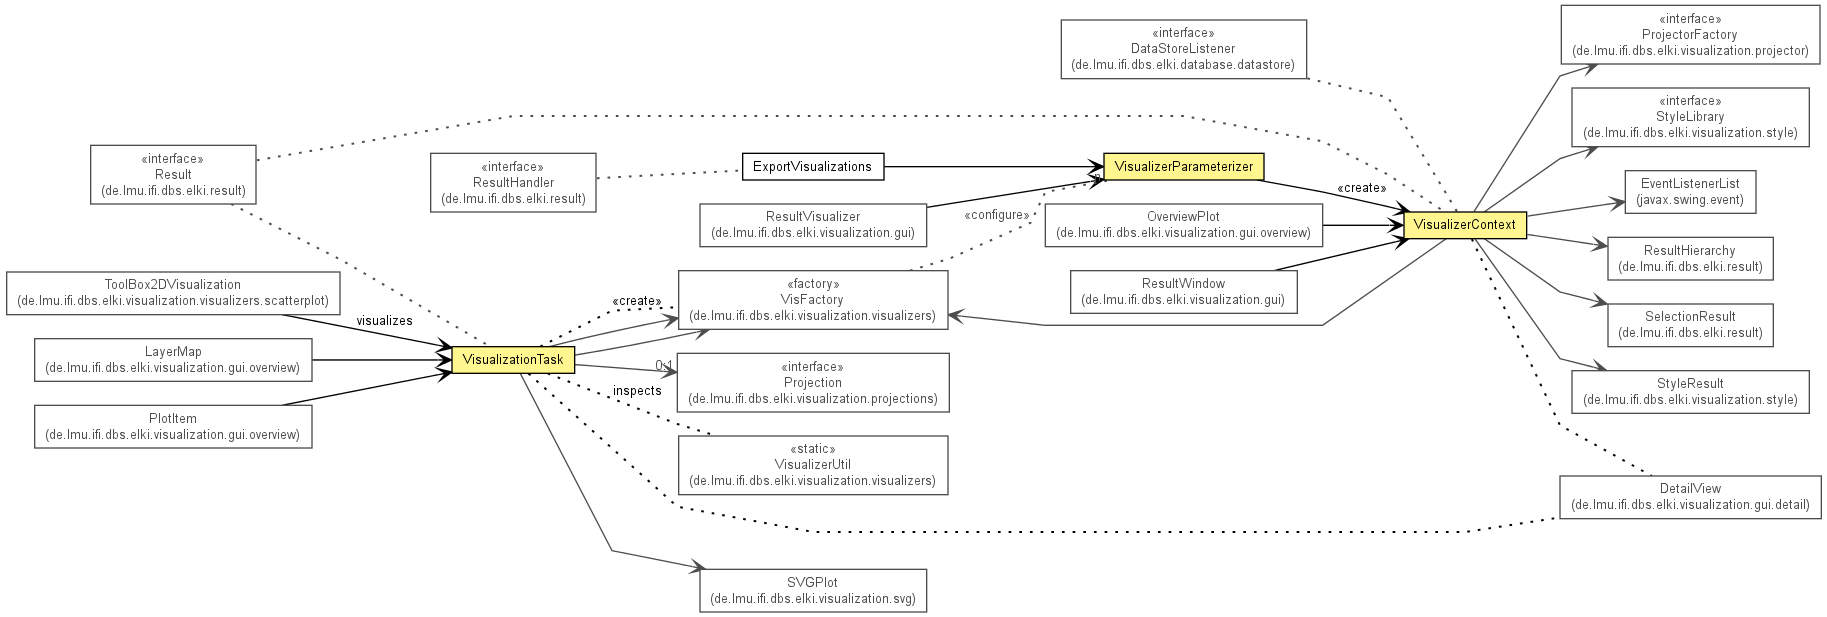 «interface»
ProjectorFactory
(de.lmu.ifi.dbs.elki.visualization.projector)
«interface»
DataStoreListener
(de.lmu.ifi.dbs.elki.database.datastore)
«interface»
StyleLibrary
(de.lmu.ifi.dbs.elki.visualization.style)
«interface»
Result
(de.lmu.ifi.dbs.elki.result)
«interface»
ResultHandler
(de.lmu.ifi.dbs.elki.result)
ExportVisualizations
VisualizerParameterizer
n
«create»
EventListenerList
(javax.swing.event)
ResultVisualizer
(de.lmu.ifi.dbs.elki.visualization.gui)
«configure»
OverviewPlot
(de.lmu.ifi.dbs.elki.visualization.gui.overview)
VisualizerContext
ResultHierarchy
(de.lmu.ifi.dbs.elki.result)
ToolBox2DVisualization
(de.lmu.ifi.dbs.elki.visualization.visualizers.scatterplot)
visualizes
«create»
«factory»
VisFactory
(de.lmu.ifi.dbs.elki.visualization.visualizers)
ResultWindow
(de.lmu.ifi.dbs.elki.visualization.gui)
SelectionResult
(de.lmu.ifi.dbs.elki.result)
LayerMap
(de.lmu.ifi.dbs.elki.visualization.gui.overview)
VisualizationTask
0:1
«interface»
Projection
(de.lmu.ifi.dbs.elki.visualization.projections)
inspects
StyleResult
(de.lmu.ifi.dbs.elki.visualization.style)
PlotItem
(de.lmu.ifi.dbs.elki.visualization.gui.overview)
«static»
VisualizerUtil
(de.lmu.ifi.dbs.elki.visualization.visualizers)
DetailView
(de.lmu.ifi.dbs.elki.visualization.gui.detail)
SVGPlot
(de.lmu.ifi.dbs.elki.visualization.svg)